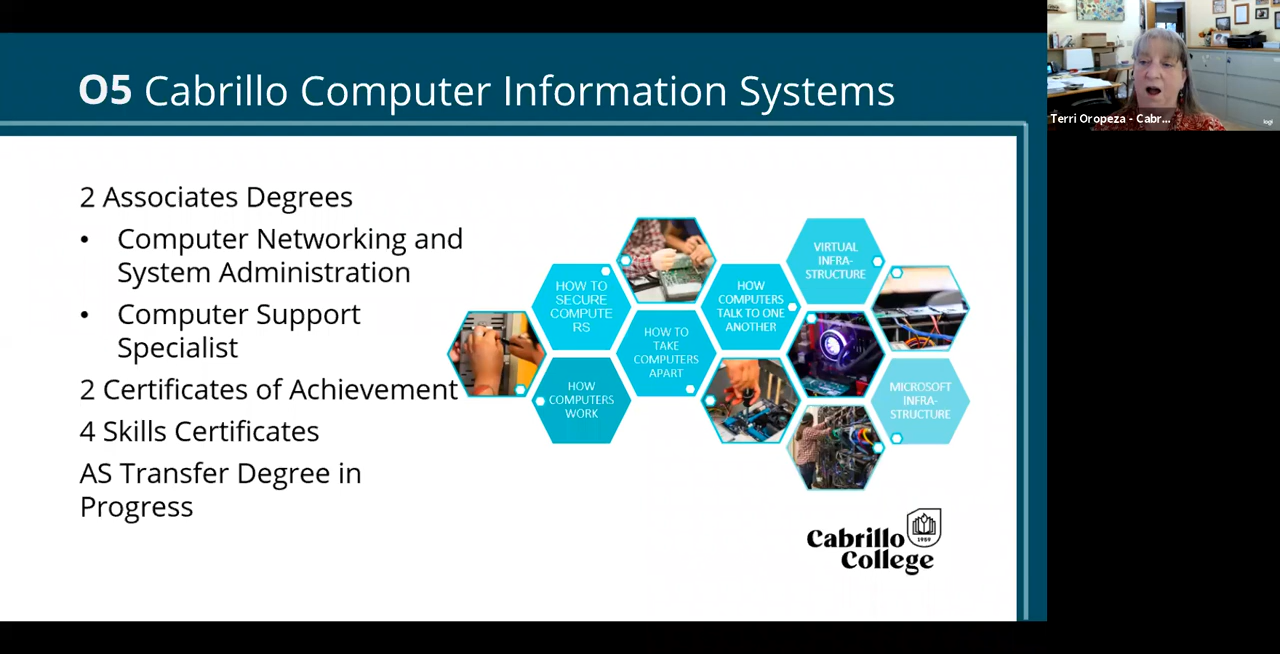 O5 Cabrillo Computer Information Systems
Terri Oropeza - Cabr...
logi
2 Associates Degrees
• Computer Networking and
System Administration
• Computer Support
Specialist
2 Certificates of Achievement
4 Skills Certificates
AS Transfer Degree in
Progress
HOW TO
SECURE
COMPUTE
RS
HOW
COMPUTERS
WORK
HOW TO
TAKE
COMPUTERS
APART
HOW
COMPUTERS
TALK TO ONE
ANOTHER
VIRTUAL
INFRA-
STRUCTURE
MICROSOFT
INFRA-
STRUCTURE
Cabrillo
College
1959